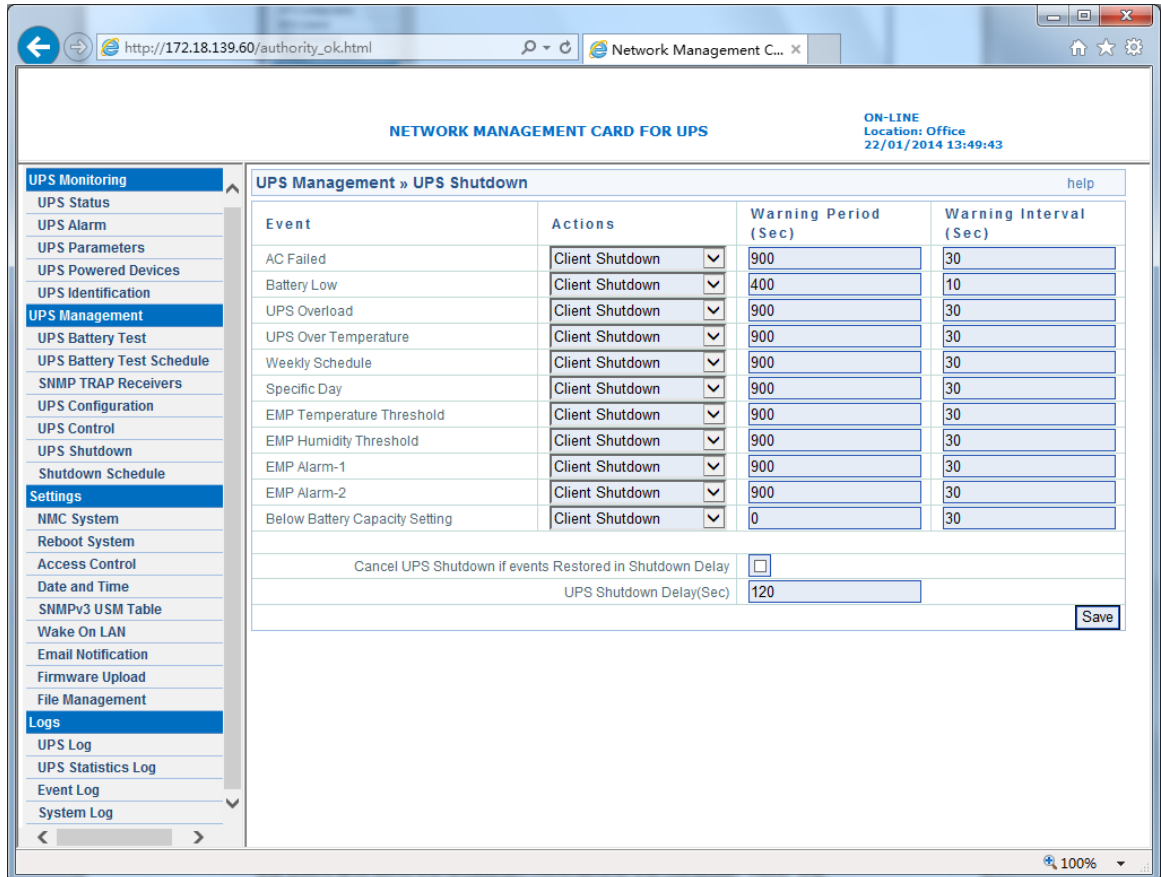 http://172.18.139.60/authority_ok.html
Network Management C...
NETWORK MANAGEMENT CARD FOR UPS
ON-LINE
Location: Office
22/01/2014 13:49:43
UPS Monitoring
UPS Status
UPS Alarm
UPS Parameters
UPS Powered Devices
UPS Identification
UPS Management
UPS Battery Test
UPS Battery Test Schedule
SNMP TRAP Receivers
UPS Configuration
UPS Control
UPS Shutdown
Shutdown Schedule
Settings
NMC System
Reboot System
Access Control
Date and Time
SNMPv3 USM Table
Wake On LAN
Email Notification
Firmware Upload
File Management
Logs
UPS Log
UPS Statistics Log
Event Log
System Log
UPS Management » UPS Shutdown help
Event Actions Warning Period (Sec) Warning Interval (Sec)
AC Failed Client Shutdown 900 30
Battery Low Client Shutdown 400 10
UPS Overload Client Shutdown 900 30
UPS Over Temperature Client Shutdown 900 30
Weekly Schedule Client Shutdown 900 30
Specific Day Client Shutdown 900 30
EMP Temperature Threshold Client Shutdown 900 30
EMP Humidity Threshold Client Shutdown 900 30
EMP Alarm-1 Client Shutdown 900 30
EMP Alarm-2 Client Shutdown 900 30
Below Battery Capacity Setting Client Shutdown 0 30
Cancel UPS Shutdown if events Restored in Shutdown Delay
UPS Shutdown Delay(Sec) 120
Save
100%